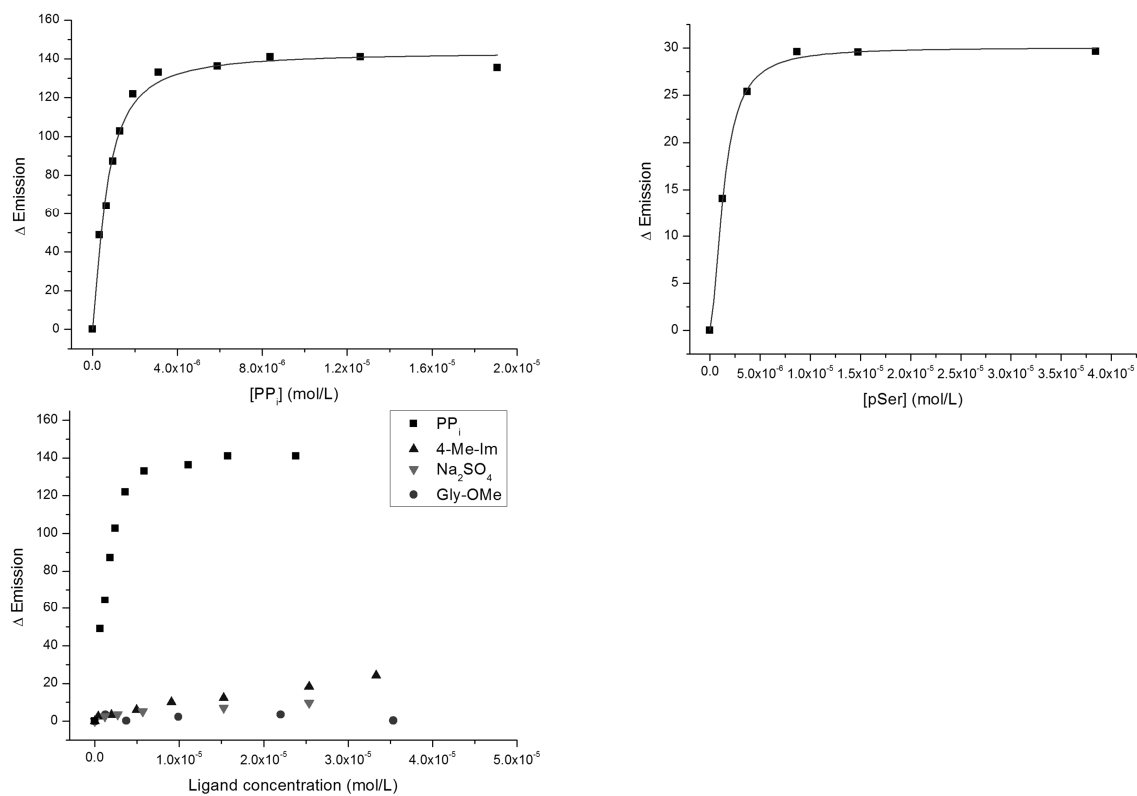 160
140
120
100
80
60
40
20
0
Δ Emission
0.0 4.0x10⁻⁶ 8.0x10⁻⁶ 1.2x10⁻⁵ 1.6x10⁻⁵ 2.0x10⁻⁵
[PPᵢ] (mol/L)
30
25
20
15
10
5
0
Δ Emission
0.0 5.0x10⁻⁶ 1.0x10⁻⁵ 1.5x10⁻⁵ 2.0x10⁻⁵ 2.5x10⁻⁵ 3.0x10⁻⁵ 3.5x10⁻⁵ 4.0x10⁻⁵
[pSer] (mol/L)
160
140
120
100
80
60
40
20
0
Δ Emission
PPᵢ
4-Me-Im
Na₂SO₄
Gly-OMe
0.0 1.0x10⁻⁵ 2.0x10⁻⁵ 3.0x10⁻⁵ 4.0x10⁻⁵ 5.0x10⁻⁵
Ligand concentration (mol/L)